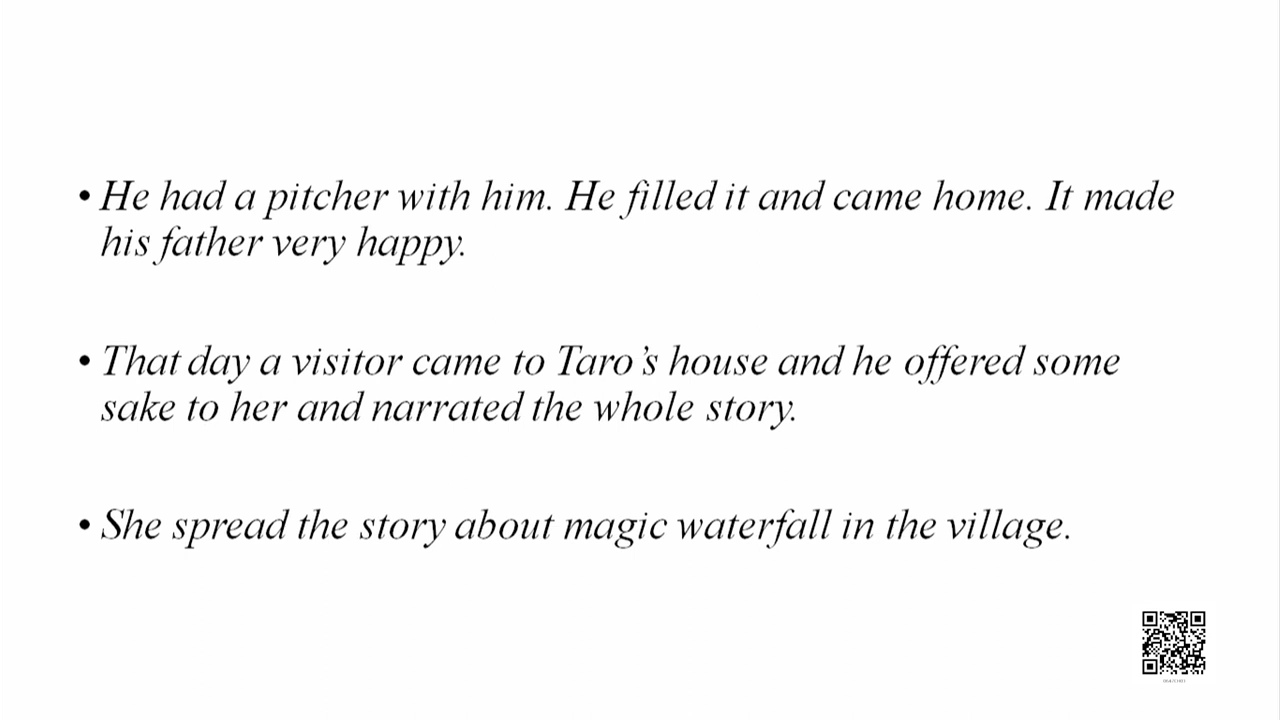 • He had a pitcher with him. He filled it and came home. It made
his father very happy.
• That day a visitor came to Taro’s house and he offered some
sake to her and narrated the whole story.
• She spread the story about magic waterfall in the village.